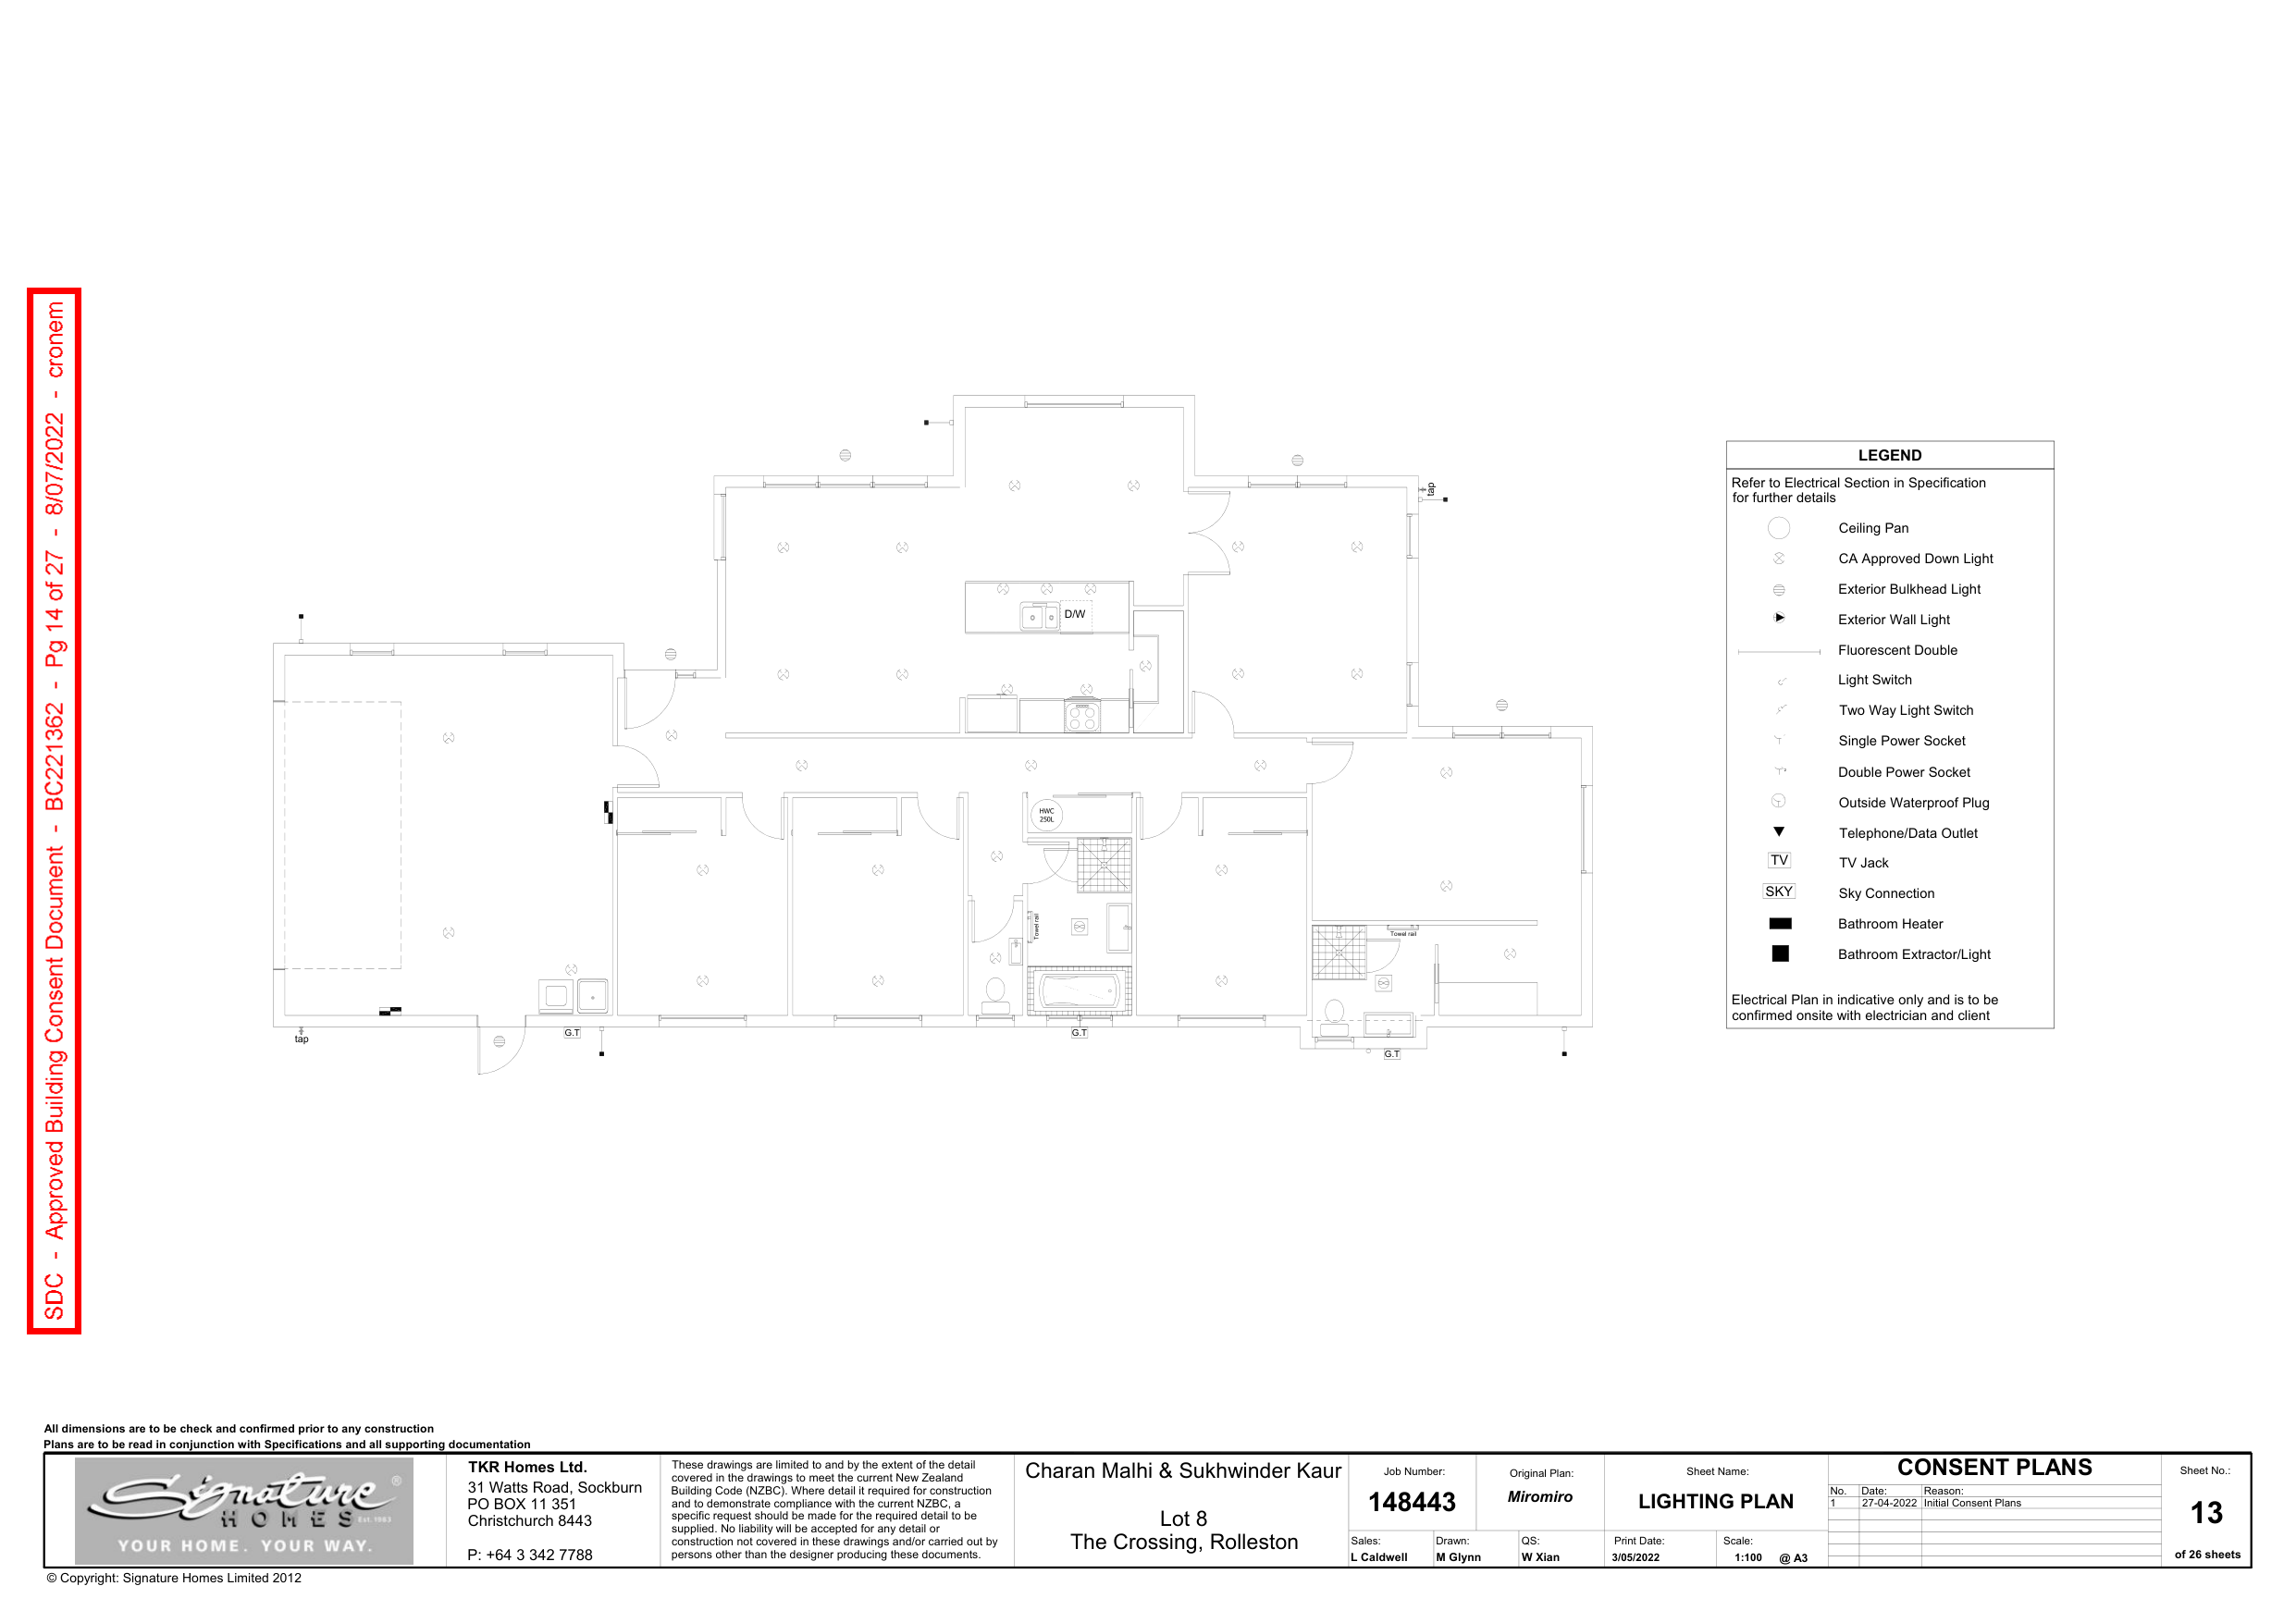 SDC - Approved Building Consent Document - BC221362 - Pg 14 of 27 - 8/07/2022 - cronem
tap
D/W
HWC
250L
Towel rail
Towel rail
tap
G.T
G.T
G.T
LEGEND
Refer to Electrical Section in Specification
for further details
Ceiling Pan
CA Approved Down Light
Exterior Bulkhead Light
Exterior Wall Light
Fluorescent Double
Light Switch
Two Way Light Switch
Single Power Socket
Double Power Socket
Outside Waterproof Plug
Telephone/Data Outlet
TV TV Jack
SKY Sky Connection
Bathroom Heater
Bathroom Extractor/Light
Electrical Plan in indicative only and is to be
confirmed onsite with electrician and client
All dimensions are to be check and confirmed prior to any construction
Plans are to be read in conjunction with Specifications and all supporting documentation
Signature ®
HOMES Est. 1983
YOUR HOME. YOUR WAY.
TKR Homes Ltd.
31 Watts Road, Sockburn
PO BOX 11 351
Christchurch 8443
P: +64 3 342 7788
These drawings are limited to and by the extent of the detail
covered in the drawings to meet the current New Zealand
Building Code (NZBC). Where detail it required for construction
and to demonstrate compliance with the current NZBC, a
specific request should be made for the required detail to be
supplied. No liability will be accepted for any detail or
construction not covered in these drawings and/or carried out by
persons other than the designer producing these documents.
Charan Malhi & Sukhwinder Kaur
Lot 8
The Crossing, Rolleston
Job Number:
148443
Original Plan:
Miromiro
Sheet Name:
LIGHTING PLAN
Sales:
L Caldwell
Drawn:
M Glynn
QS:
W Xian
Print Date:
3/05/2022
Scale:
1:100 @ A3
CONSENT PLANS
No. Date: Reason:
1 27-04-2022 Initial Consent Plans
Sheet No.:
13
of 26 sheets
© Copyright: Signature Homes Limited 2012